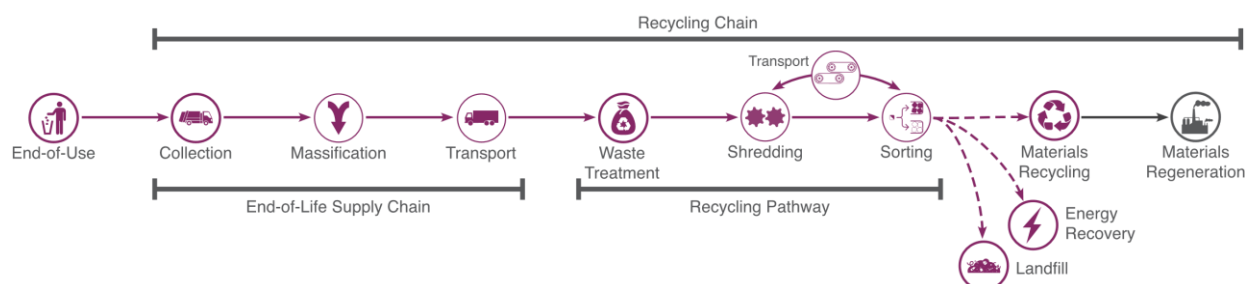 Recycling Chain
Transport
End-of-Use
Collection
Massification
Transport
Waste
Treatment
Shredding
Sorting
Materials
Recycling
Materials
Regeneration
End-of-Life Supply Chain
Recycling Pathway
Energy
Recovery
Landfill